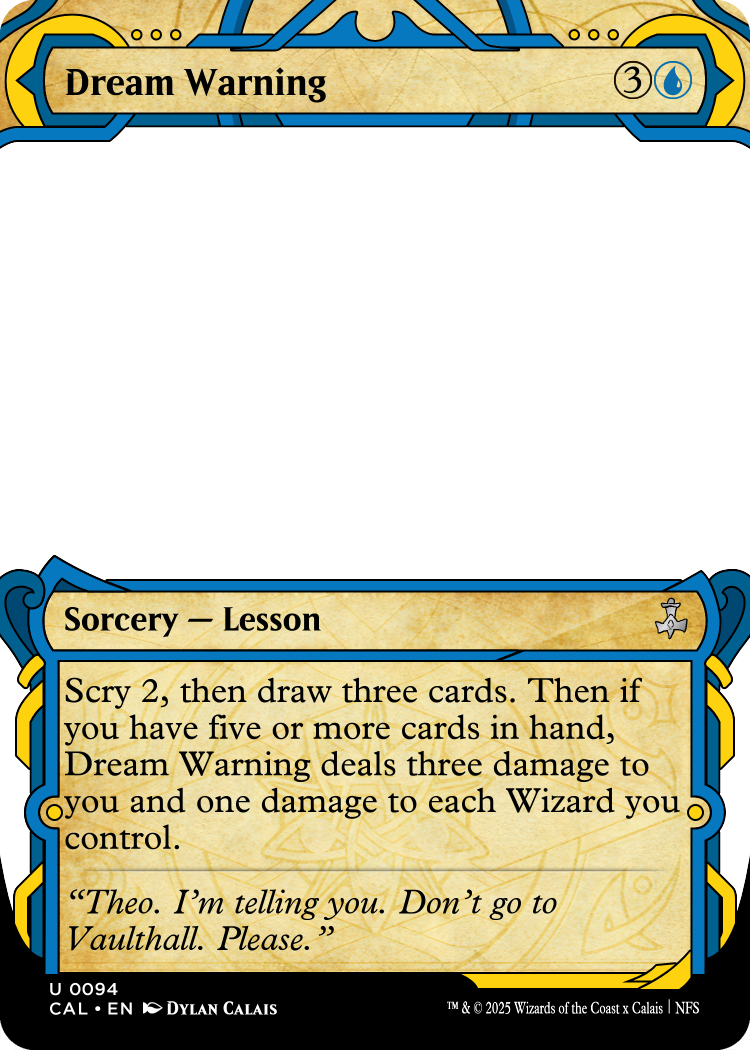 Dream Warning
3
Sorcery — Lesson
Scry 2, then draw three cards. Then if
you have five or more cards in hand,
Dream Warning deals three damage to
you and one damage to each Wizard you
control.
“Theo. I’m telling you. Don’t go to
Vaulthall. Please.”
U 0094
CAL • EN DYLAN CALAIS
™ & © 2025 Wizards of the Coast x Calais | NFS